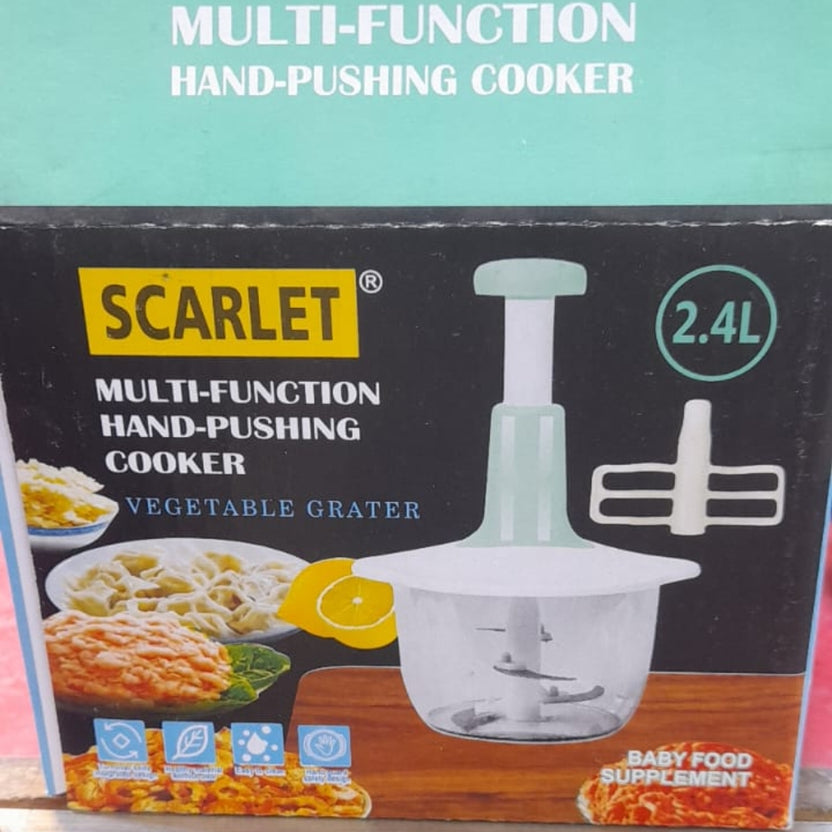 MULTI-FUNCTION
HAND-PUSHING COOKER
SCARLET®
2.4L
MULTI-FUNCTION
HAND-PUSHING
COOKER
VEGETABLE GRATER
Easy to clean
BABY FOOD
SUPPLEMENT